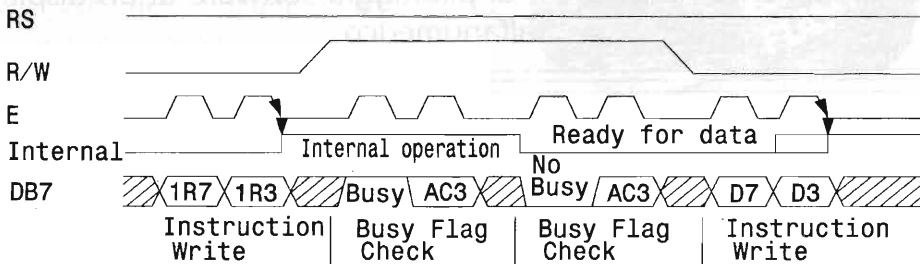 RS
R/W
E
Internal Internal operation Ready for data
DB7 1R7 1R3 Busy AC3 No Busy AC3 D7 D3
Instruction Write Busy Flag Check Busy Flag Check Instruction Write